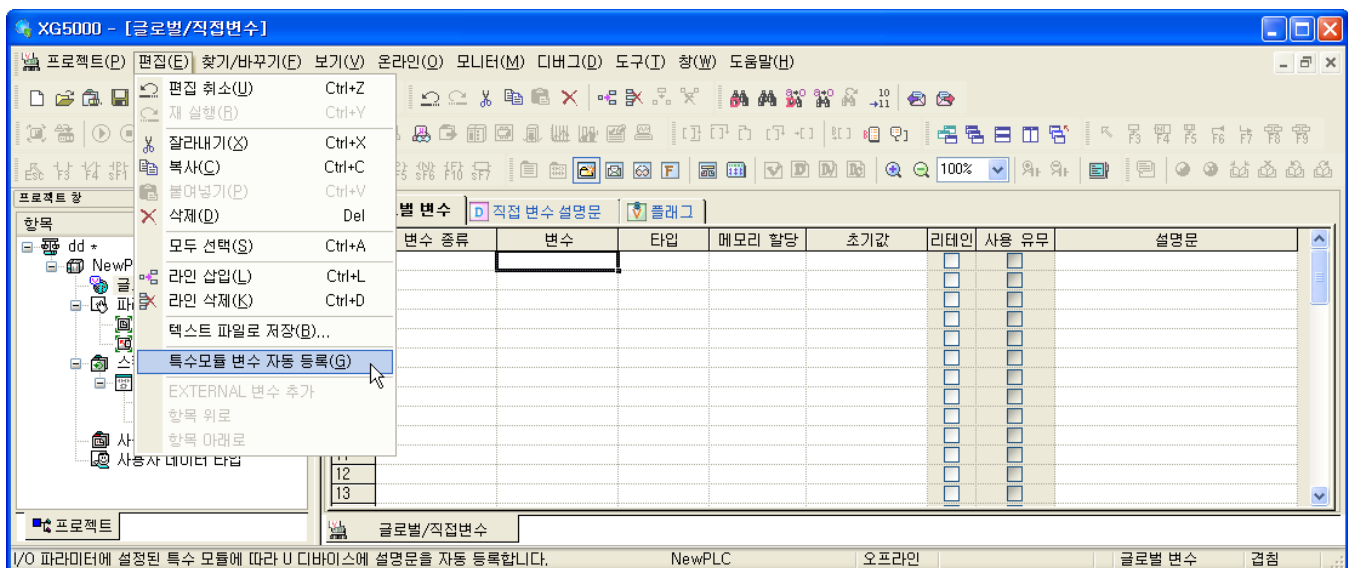 XG5000 - [글로벌/직접변수]
프로젝트(P) 편집(E) 찾기/바꾸기(F) 보기(V) 온라인(O) 모니터(M) 디버그(D) 도구(T) 창(W) 도움말(H)
편집 취소(U) Ctrl+Z
재 실행(R) Ctrl+Y
잘라내기(X) Ctrl+X
복사(C) Ctrl+C
붙여넣기(P) Ctrl+V
삭제(D) Del
모두 선택(S) Ctrl+A
라인 삽입(L) Ctrl+L
라인 삭제(K) Ctrl+D
텍스트 파일로 저장(B)...
특수모듈 변수 자동 등록(G)
EXTERNAL 변수 추가
항목 위로
항목 아래로
100%
프로젝트 창
항목
dd *
NewP
사용자 데이터 타입
프로젝트
벌 변수 직접 변수 설명문 플래그
변수 종류 변수 타입 메모리 할당 초기값 리테인 사용 유무 설명문
12
13
글로벌/직접변수
I/O 파라미터에 설정된 특수 모듈에 따라 U 디바이스에 설명문을 자동 등록합니다. NewPLC 오프라인 글로벌 변수 겹침